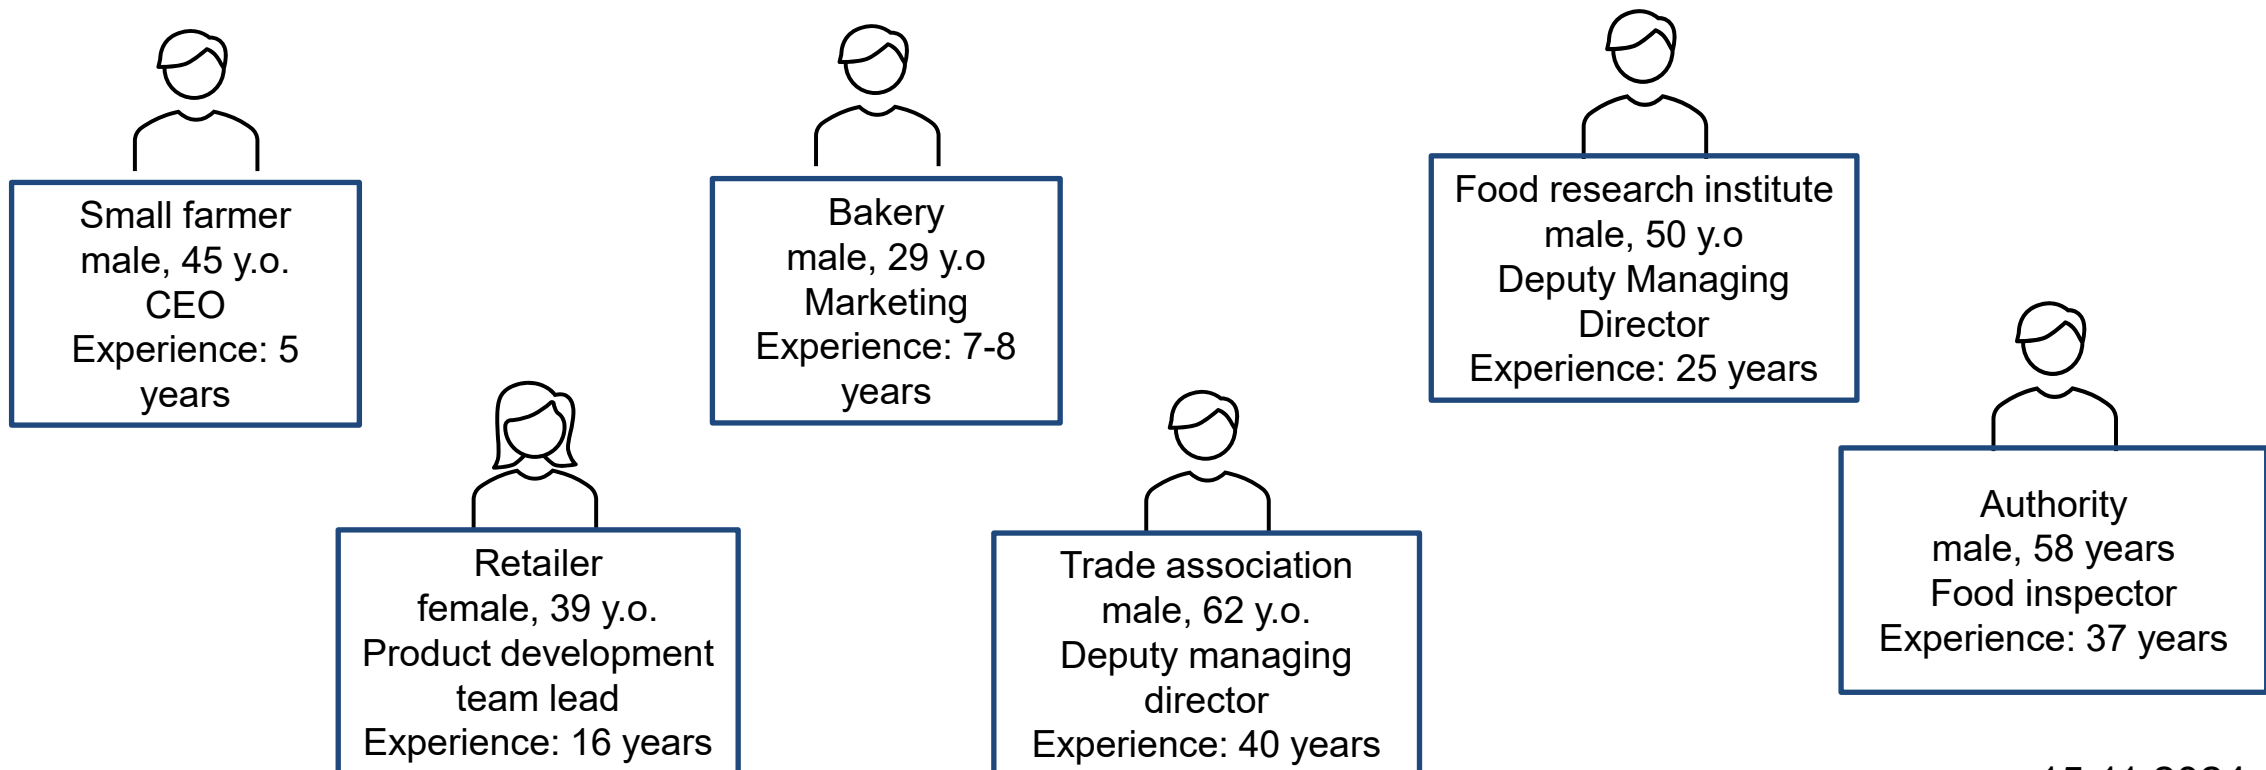 Small farmer
male, 45 y.o.
CEO
Experience: 5
years
Bakery
male, 29 y.o
Marketing
Experience: 7-8
years
Food research institute
male, 50 y.o
Deputy Managing
Director
Experience: 25 years
Retailer
female, 39 y.o.
Product development
team lead
Experience: 16 years
Trade association
male, 62 y.o.
Deputy managing
director
Experience: 40 years
Authority
male, 58 years
Food inspector
Experience: 37 years